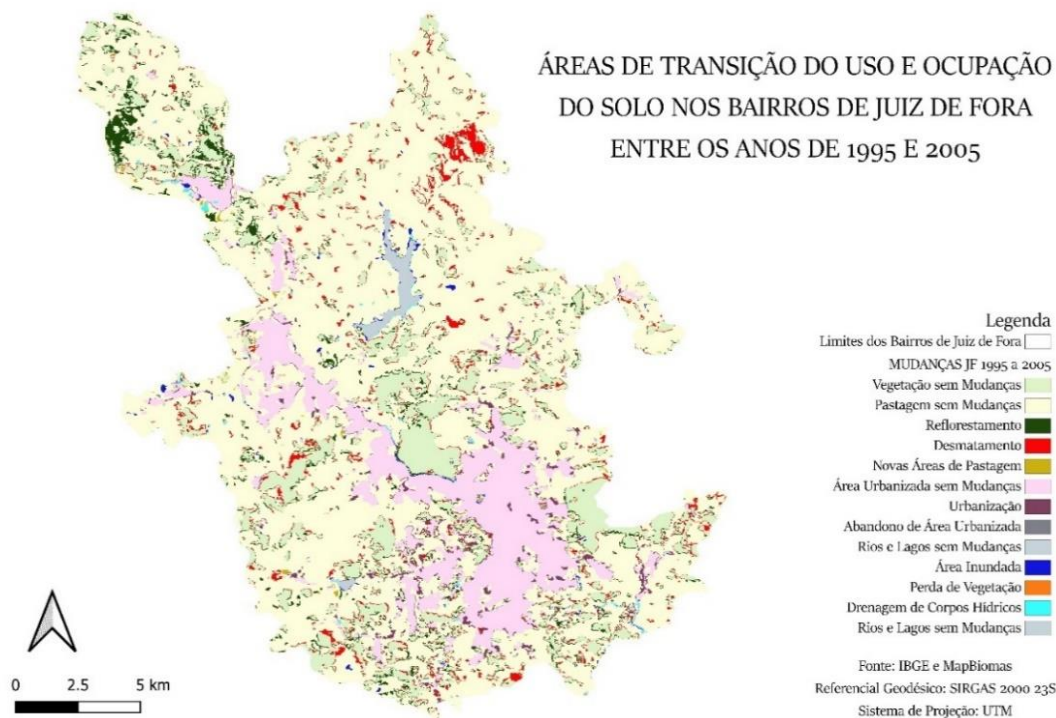 ÁREAS DE TRANSIÇÃO DO USO E OCUPAÇÃO
DO SOLO NOS BAIRROS DE JUIZ DE FORA
ENTRE OS ANOS DE 1995 E 2005
Legenda
Limites dos Bairros de Juiz de Fora
MUDANÇAS JF 1995 a 2005
Vegetação sem Mudanças
Pastagem sem Mudanças
Reflorestamento
Desmatamento
Novas Áreas de Pastagem
Área Urbanizada sem Mudanças
Urbanização
Abandono de Área Urbanizada
Rios e Lagos sem Mudanças
Área Inundada
Perda de Vegetação
Drenagem de Corpos Hídricos
Rios e Lagos sem Mudanças
Fonte: IBGE e MapBiomas
Referencial Geodésico: SIRGAS 2000 23S
Sistema de Projeção: UTM
0 2.5 5 km